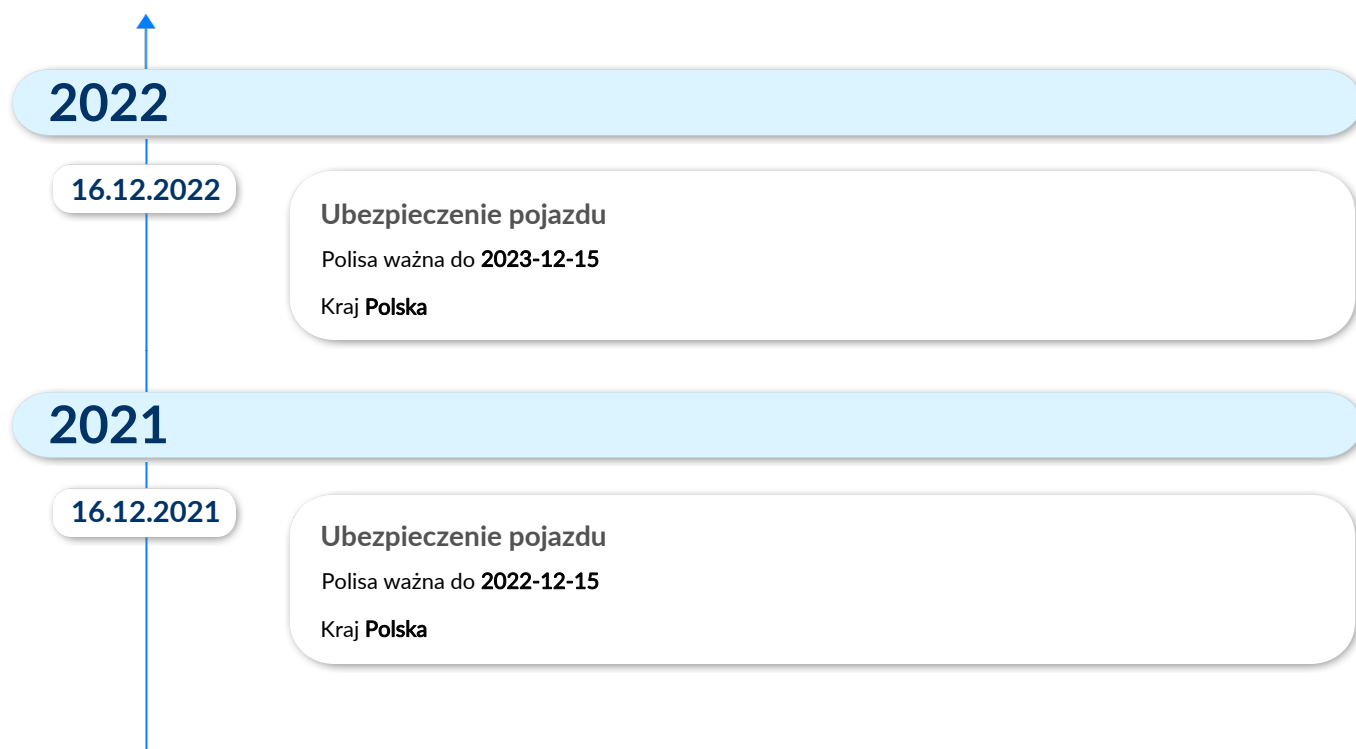 2022
16.12.2022
Ubezpieczenie pojazdu
Polisa ważna do 2023-12-15
Kraj Polska
2021
16.12.2021
Ubezpieczenie pojazdu
Polisa ważna do 2022-12-15
Kraj Polska